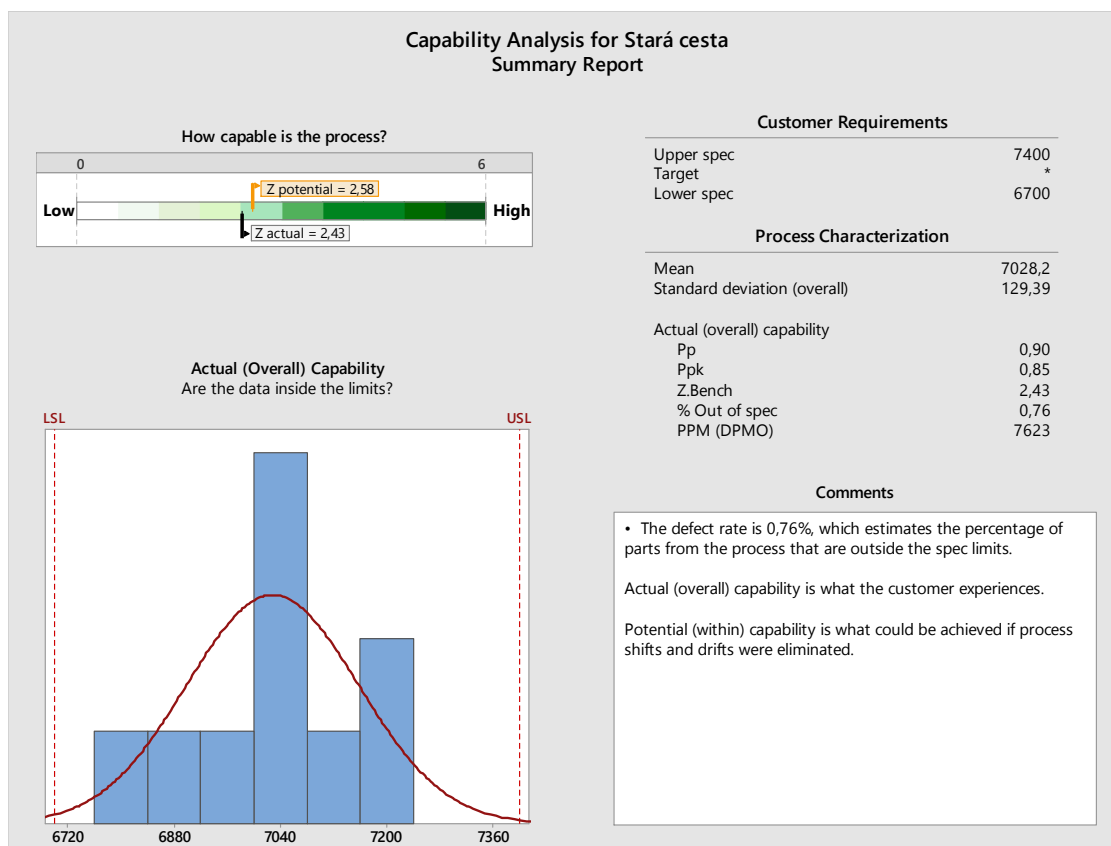 Capability Analysis for Stará cesta
Summary Report
How capable is the process?
0 6
Z potential = 2,58
Low High
Z actual = 2,43
Customer Requirements
Upper spec 7400
Target *
Lower spec 6700
Process Characterization
Mean 7028,2
Standard deviation (overall) 129,39
Actual (overall) capability
Pp 0,90
Ppk 0,85
Z.Bench 2,43
% Out of spec 0,76
PPM (DPMO) 7623
Actual (Overall) Capability
Are the data inside the limits?
LSL USL
6720 6880 7040 7200 7360
Comments
• The defect rate is 0,76%, which estimates the percentage of
parts from the process that are outside the spec limits.
Actual (overall) capability is what the customer experiences.
Potential (within) capability is what could be achieved if process
shifts and drifts were eliminated.